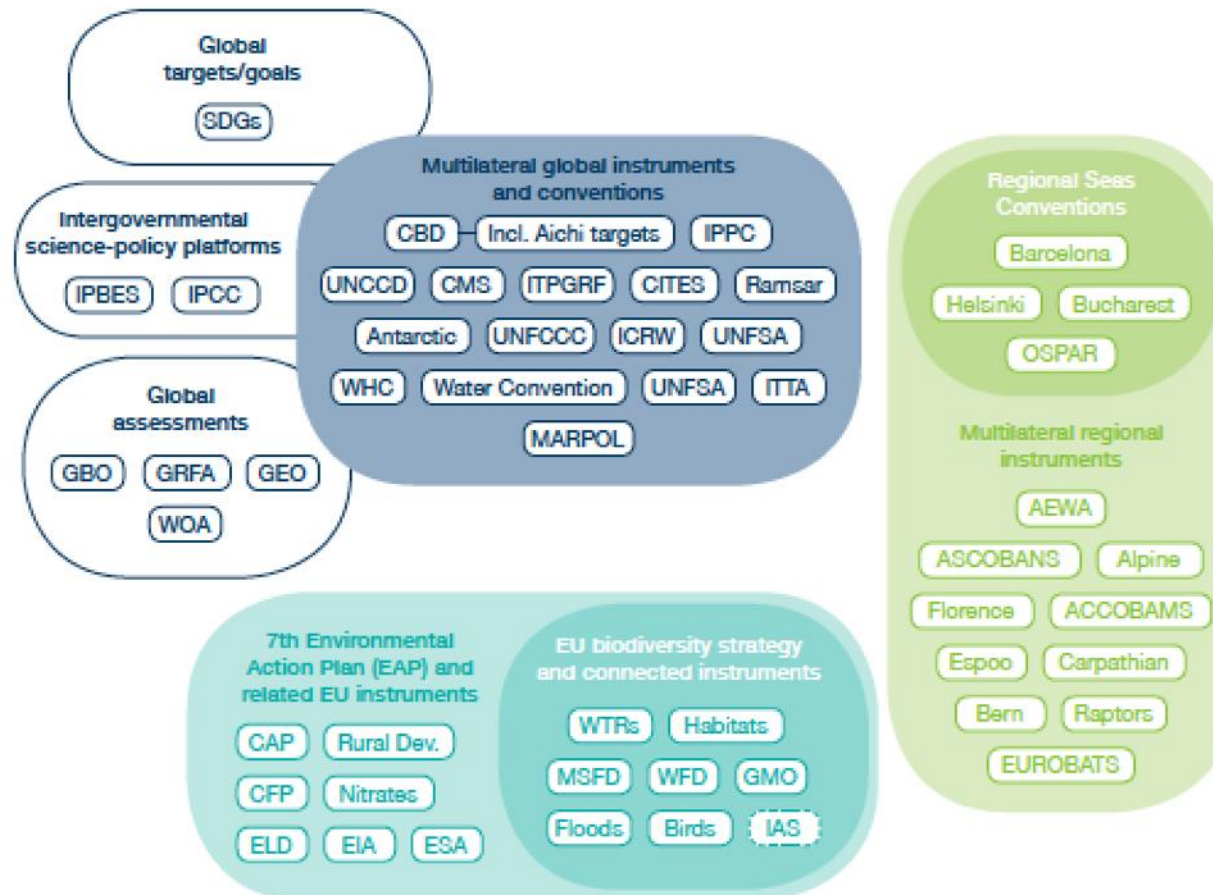 Global
targets/goals
SDGs
Intergovernmental
science-policy platforms
IPBES IPCC
Global
assessments
GBO GRFA GEO
WOA
Multilateral global instruments
and conventions
CBD Incl. Aichi targets IPPC
UNCCD CMS ITPGRF CITES Ramsar
Antarctic UNFCCC ICRW UNFSA
WHC Water Convention UNFSA ITTA
MARPOL
Regional Seas
Conventions
Barcelona
Helsinki Bucharest
OSPAR
Multilateral regional
instruments
AEWA
ASCOBANS Alpine
Florence ACCOBAMS
Espoo Carpathian
Bern Raptors
EUROBATS
7th Environmental
Action Plan (EAP) and
related EU instruments
CAP Rural Dev.
CFP Nitrates
ELD EIA ESA
EU biodiversity strategy
and connected instruments
WTRs Habitats
MSFD WFD GMO
Floods Birds IAS